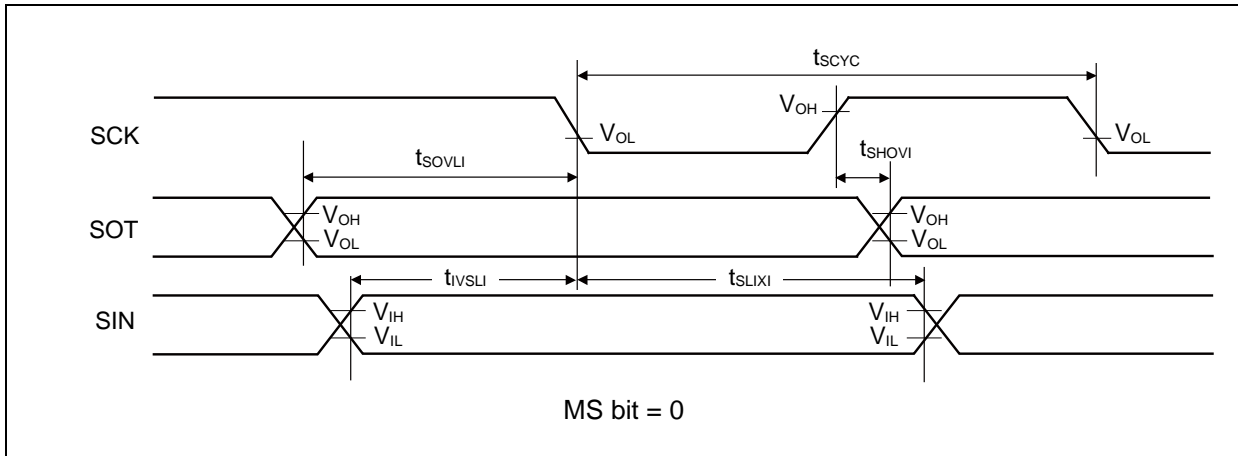 tSCYC
SCK
VOL
VOH
VOL
tSHOVI
tSOVLI
SOT
VOH
VOL
VOH
VOL
tIVSLI
tSLIXI
SIN
VIH
VIL
VIH
VIL
MS bit = 0